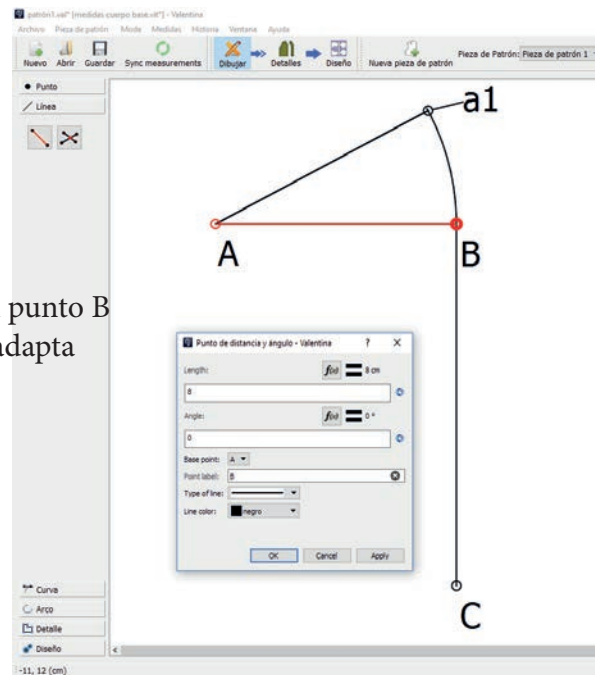 patrón1.val* [medidas cuerpo base.vit*] - Valentina
Archivo Pieza de patrón Modo Medidas Historia Ventana Ayuda
Nuevo Abrir Guardar Sync measurements Dibujar Detalles Diseño Nueva pieza de patrón Pieza de Patrón: Pieza de patrón 1
Punto
Línea
a1
A
B
punto B
adapta
Punto de distancia y ángulo - Valentina ? X
Length: f(x) 8 cm
8
Angle: f(x) 0 °
0
Base point: A
Point label: B
Type of line:
Line color: negro
OK Cancel Apply
C
Curva
Arco
Detalle
Diseño
-11, 12 (cm)